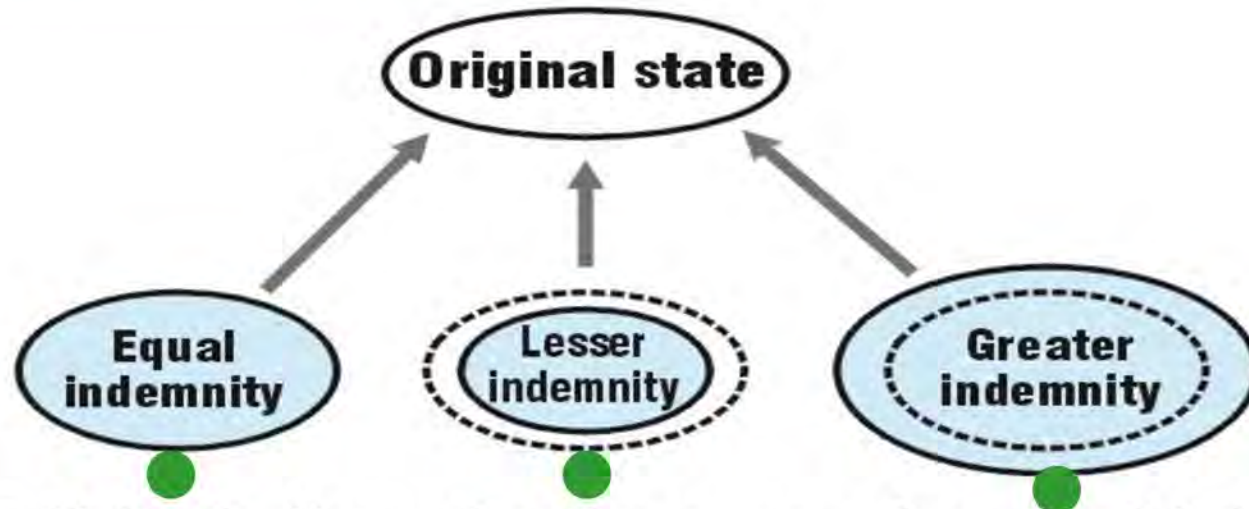 Original state
Equal
indemnity
Lesser
indemnity
Greater
indemnity